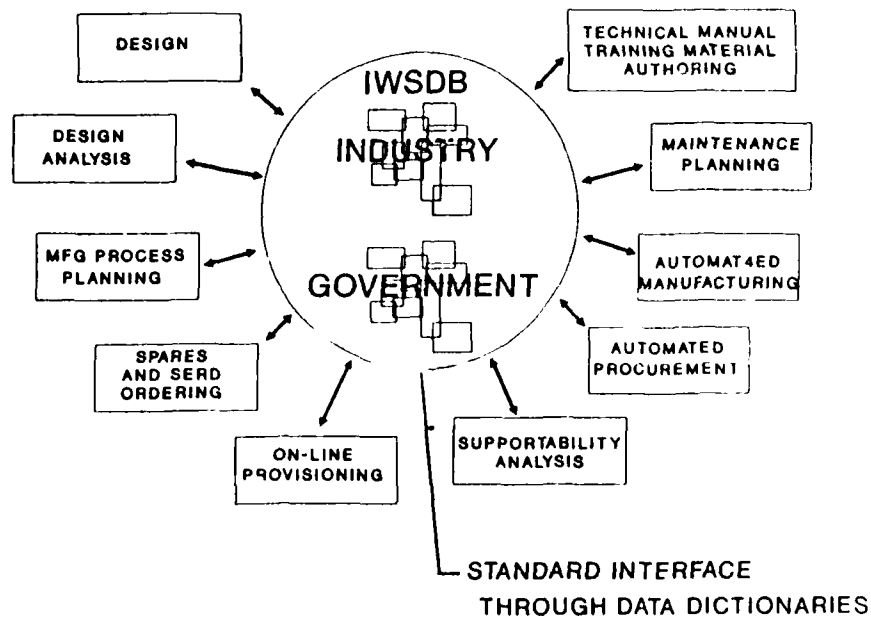 DESIGN
TECHNICAL MANUAL
TRAINING MATERIAL
AUTHORING
IWSDB
INDUSTRY
GOVERNMENT
DESIGN
ANALYSIS
MAINTENANCE
PLANNING
MFG PROCESS
PLANNING
AUTOMAT4ED
MANUFACTURING
SPARES
AND SERD
ORDERING
AUTOMATED
PROCUREMENT
ON-LINE
PROVISIONING
SUPPORTABILITY
ANALYSIS
STANDARD INTERFACE
THROUGH DATA DICTIONARIES